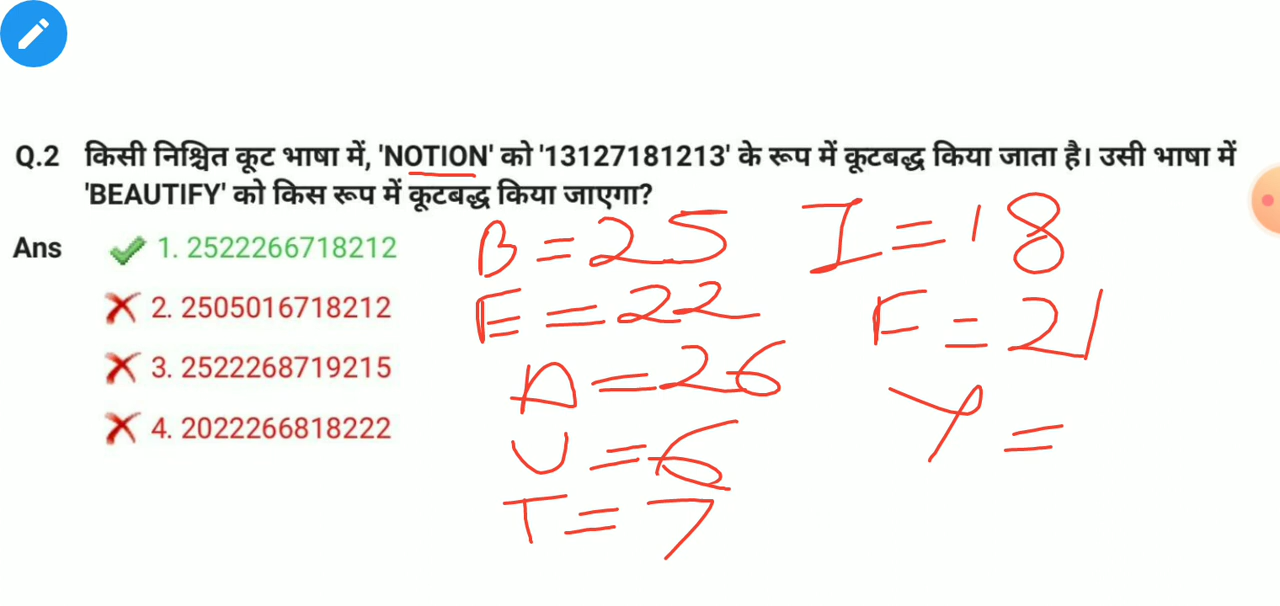 Q.2 किसी निश्चित कूट भाषा में, 'NOTION' को '13127181213' के रूप में कूटबद्ध किया जाता है। उसी भाषा में
'BEAUTIFY' को किस रूप में कूटबद्ध किया जाएगा?
Ans 1. 2522266718212
2. 2505016718212
3. 2522268719215
4. 2022266818222
B = 25
E = 22
A = 26
U = 6
T = 7
I = 18
F = 21
Y =